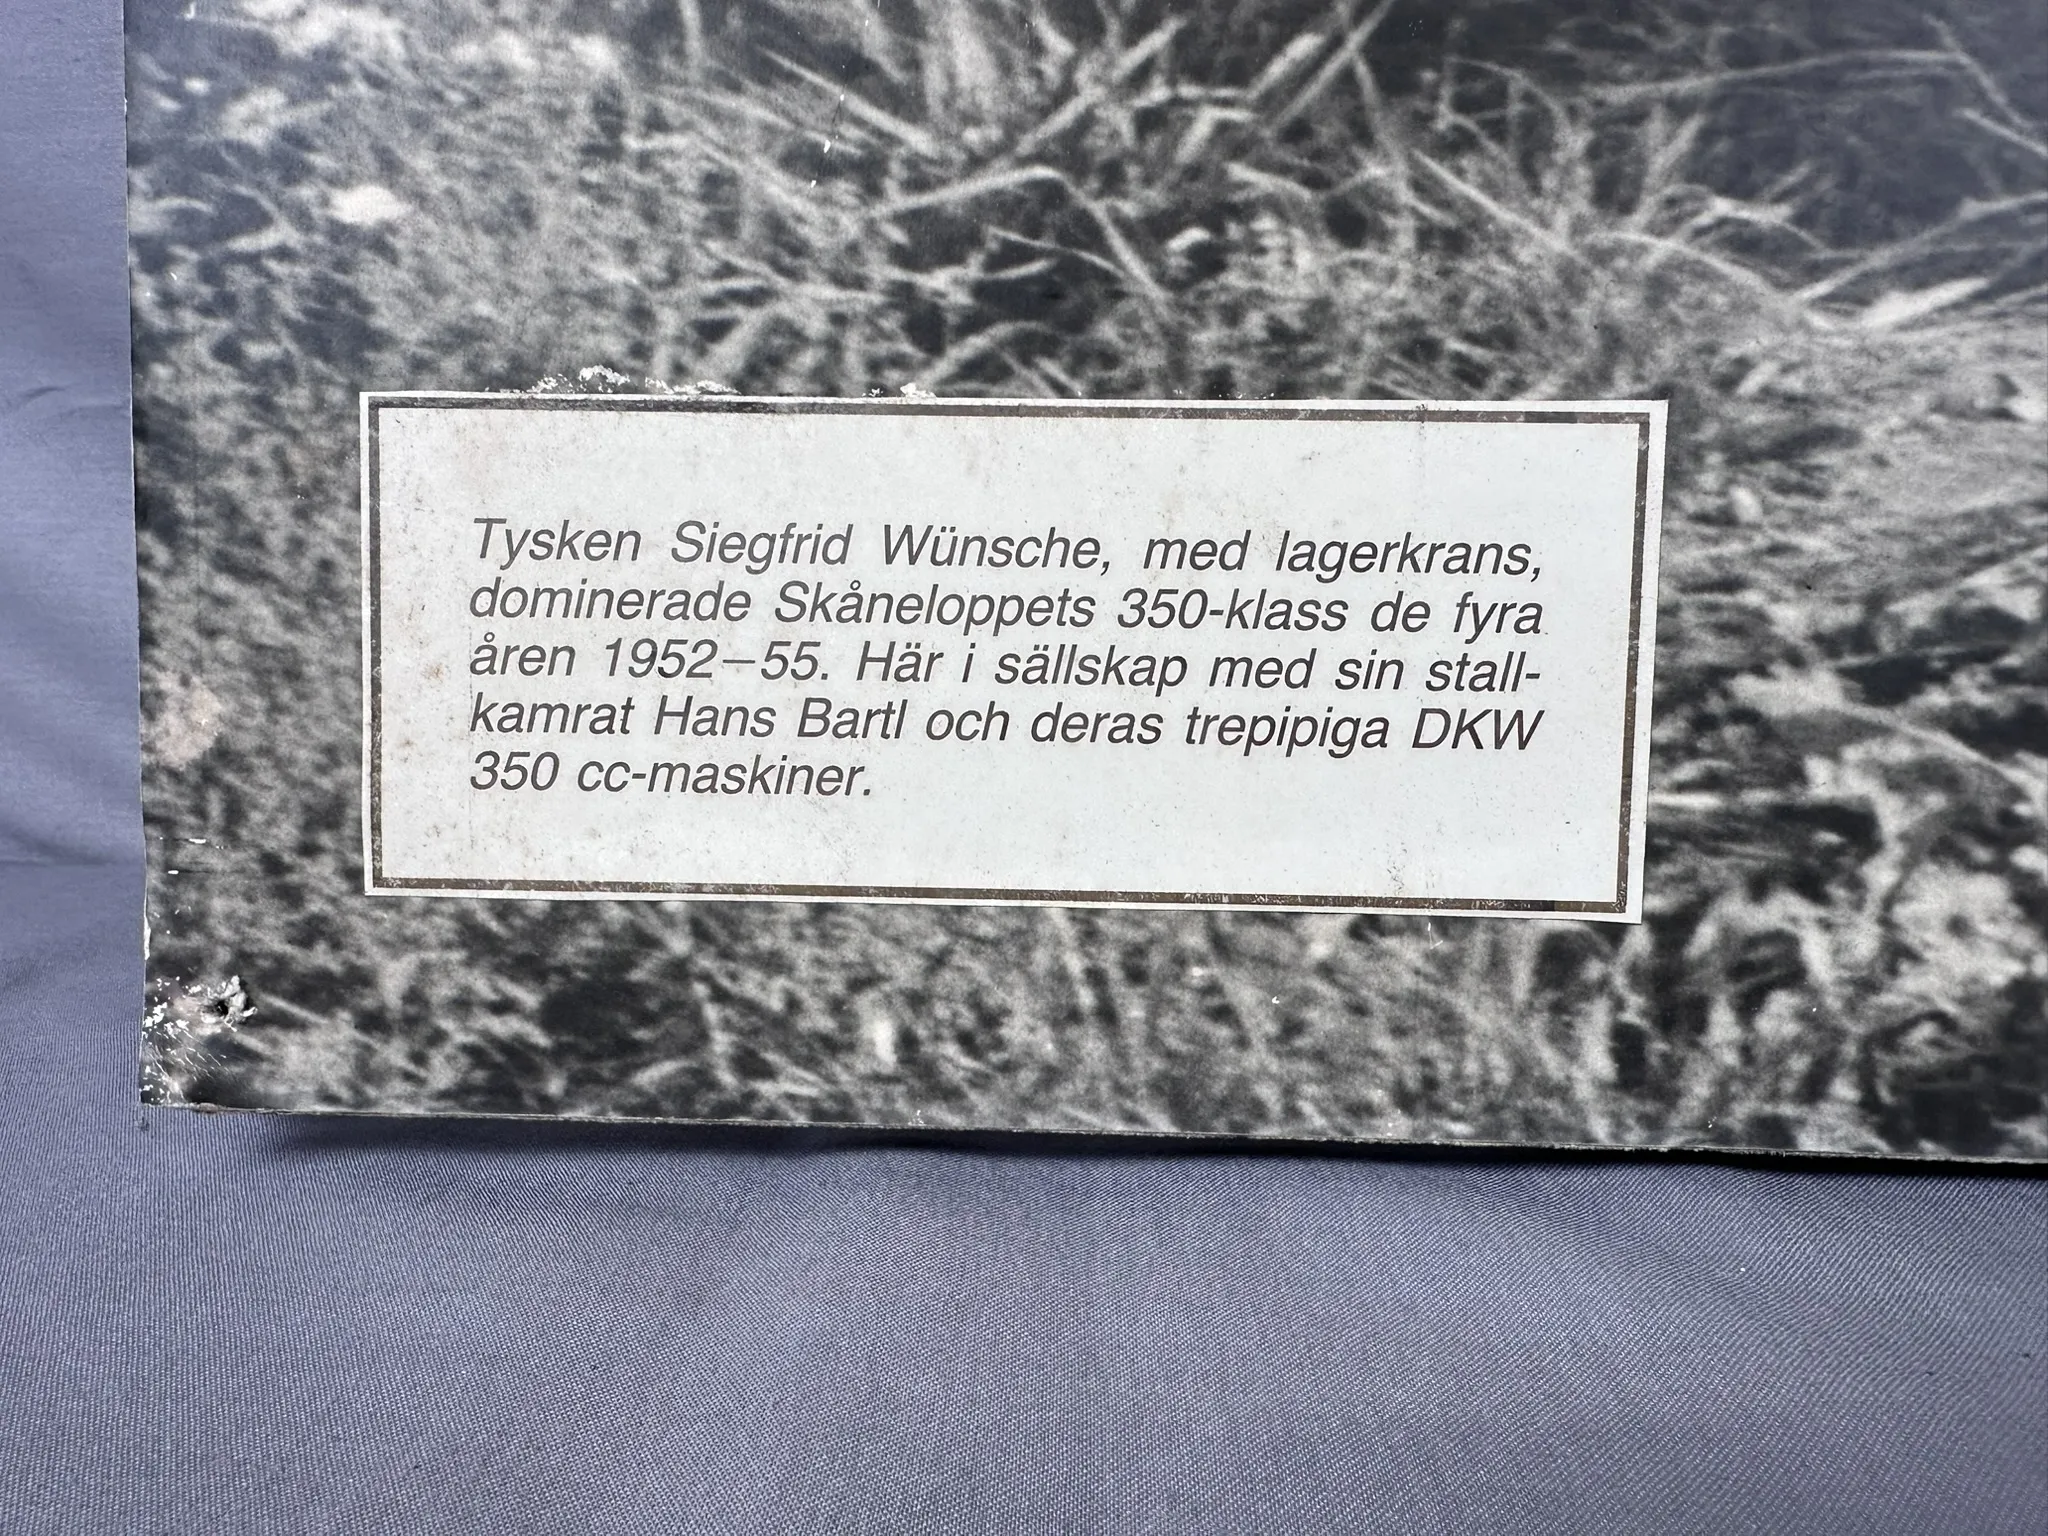 Tysken Siegfrid Wünsche, med lagerkrans,
dominerade Skåneloppets 350-klass de fyra
åren 1952–55. Här i sällskap med sin stall-
kamrat Hans Bartl och deras trepipiga DKW
350 cc-maskiner.